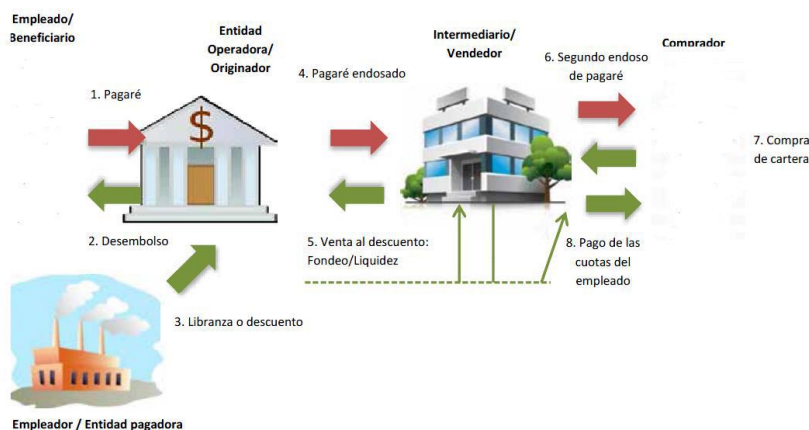 Empleado/
Beneficiario
Entidad
Operadora/
Originador
Intermediario/
Vendedor
Comprador
1. Pagaré
4. Pagaré endosado
6. Segundo endoso
de pagaré
$
7. Compra
de cartera
2. Desembolso
5. Venta al descuento:
Fondeo/Liquidez
8. Pago de las
cuotas del
empleado
3. Libranza o descuento
Empleador / Entidad pagadora